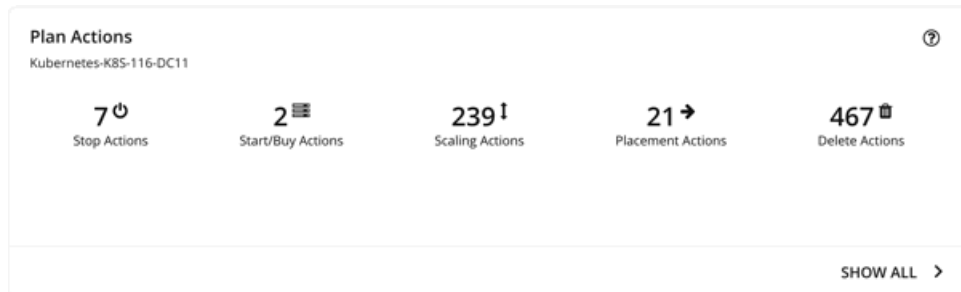 Plan Actions
Kubernetes-K8S-116-DC11
7 2 239 21 467
Stop Actions Start/Buy Actions Scaling Actions Placement Actions Delete Actions
SHOW ALL